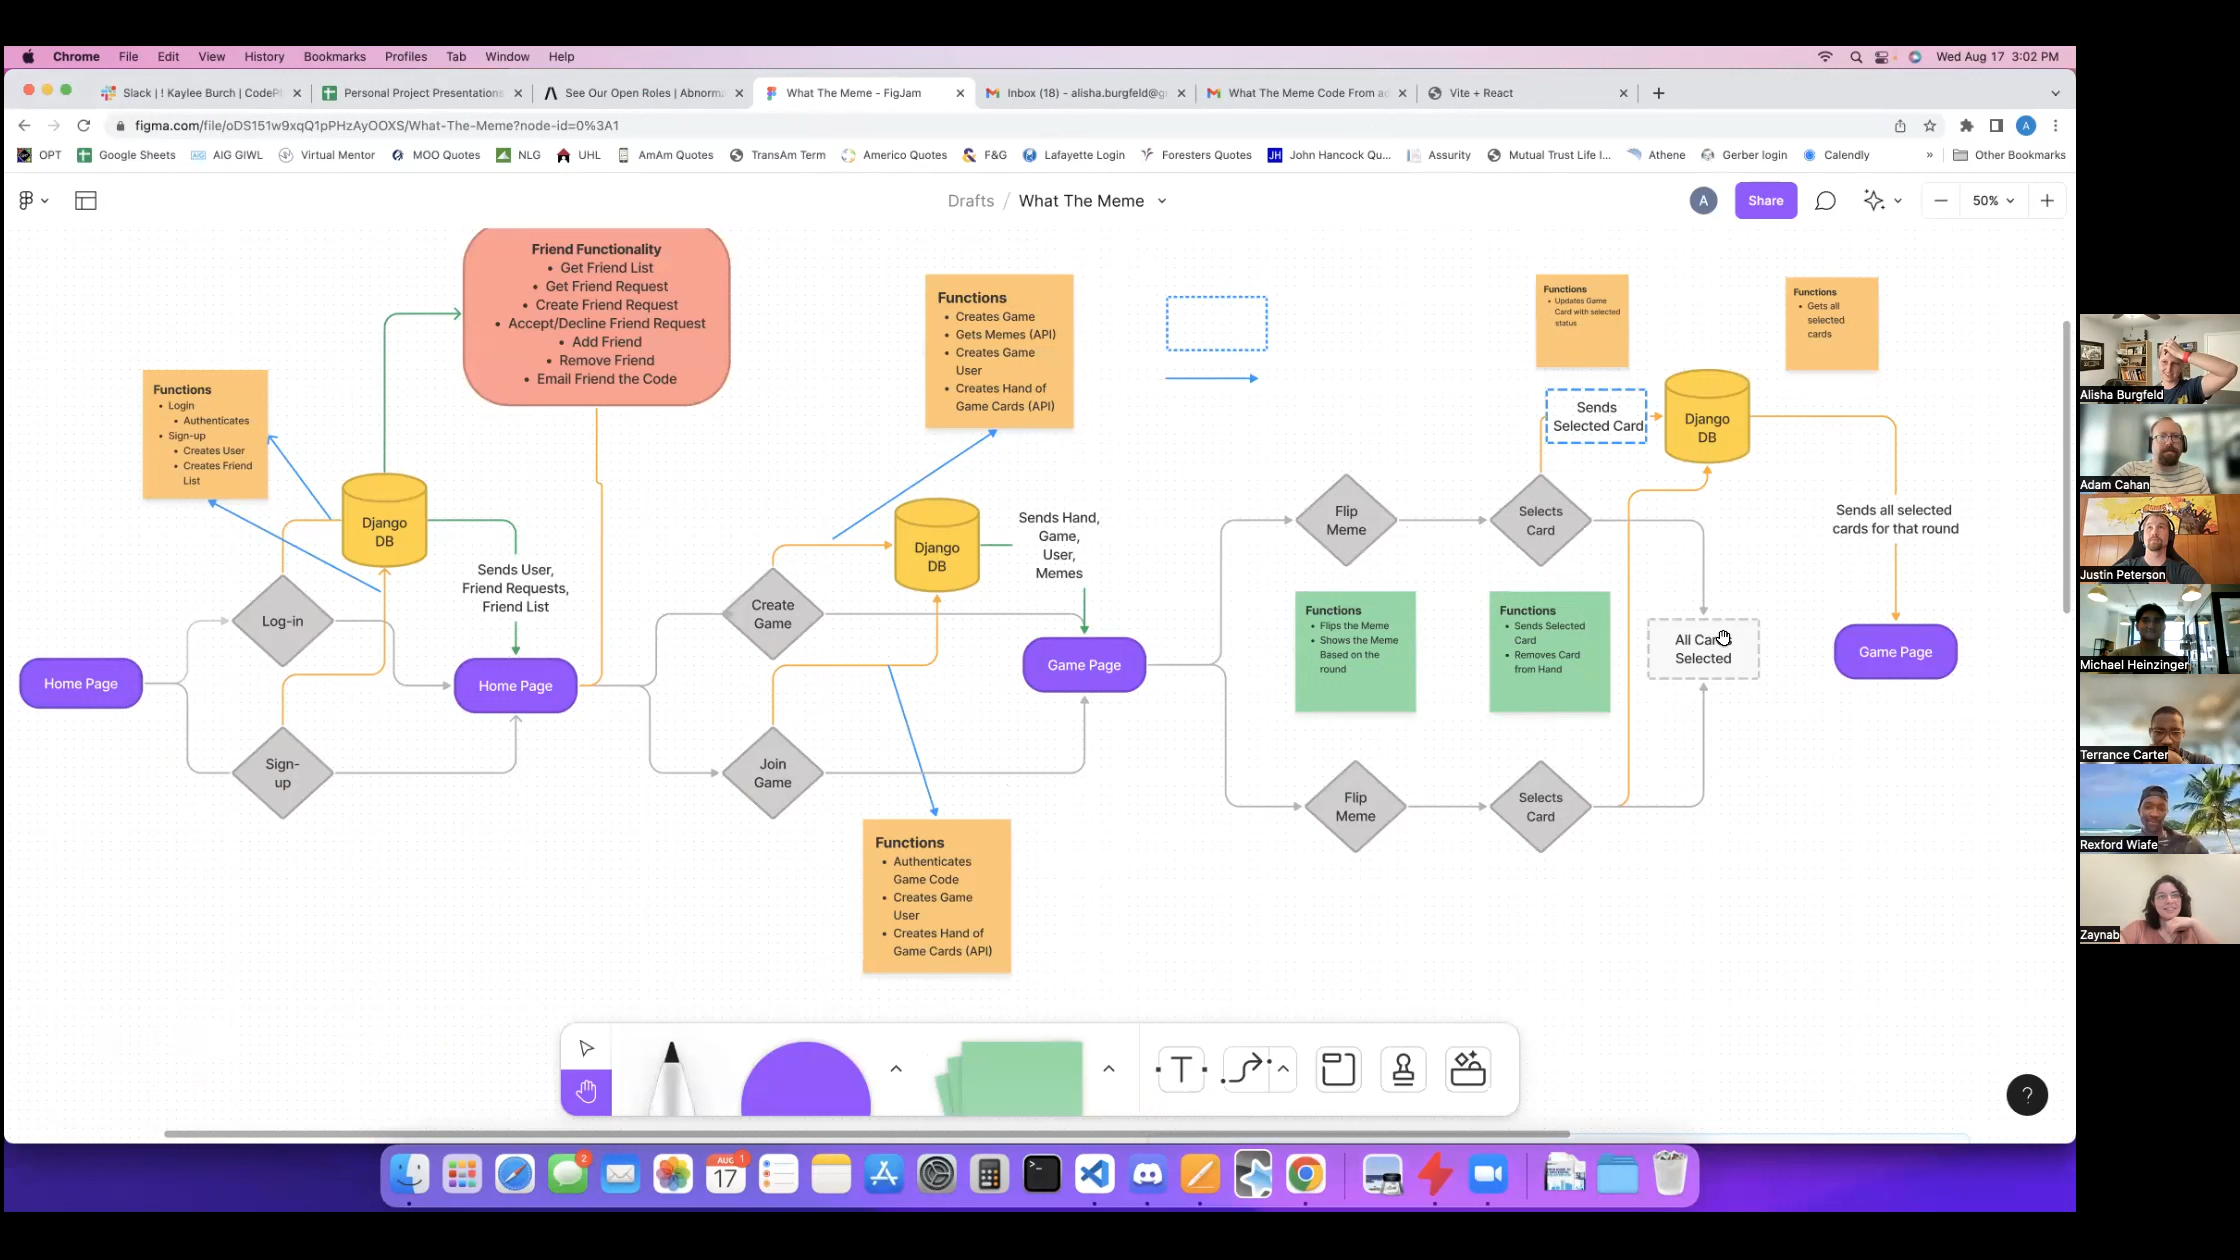 Chrome File Edit View History Bookmarks Profiles Tab Window Help
Wed Aug 17 3:02 PM
Slack | ! Kaylee Burch | CodeP
Personal Project Presentations
See Our Open Roles | Abnorm
What The Meme - FigJam
Inbox (18) - alisha.burgfeld@g
What The Meme Code From ad
Vite + React
figma.com/file/oDS151w9xqQ1pPHzAyOOXS/What-The-Meme?node-id=0%3A1
A
OPT
Google Sheets
AIG GIWL
Virtual Mentor
MOO Quotes
NLG
UHL
AmAm Quotes
TransAm Term
Americo Quotes
F&G
Lafayette Login
Foresters Quotes
JH
John Hancock Qu...
Assurity
Mutual Trust Life I...
Athene
Gerber login
Calendly
»
Other Bookmarks
Drafts / What The Meme
A
Share
50%
Friend Functionality
• Get Friend List
• Get Friend Request
• Create Friend Request
• Accept/Decline Friend Request
• Add Friend
• Remove Friend
• Email Friend the Code
Functions
• Login
• Authenticates
• Sign-up
• Creates User
• Creates Friend
List
Django
DB
Sends User,
Friend Requests,
Friend List
Log-in
Home Page
Sign-
up
Home Page
Functions
• Creates Game
• Gets Memes (API)
• Creates Game
User
• Creates Hand of
Game Cards (API)
Django
DB
Sends Hand,
Game,
User,
Memes
Create
Game
Join
Game
Game Page
Functions
• Authenticates
Game Code
• Creates Game
User
• Creates Hand of
Game Cards (API)
Functions
• Updates Game
Card with selected
status
Functions
• Gets all
selected
cards
Sends
Selected Card
Django
DB
Flip
Meme
Selects
Card
Sends all selected
cards for that round
Functions
• Flips the Meme
• Shows the Meme
Based on the
round
Functions
• Sends Selected
Card
• Removes Card
from Hand
All Cards
Selected
Game Page
Flip
Meme
Selects
Card
T
?
2
AUG 1
17
Alisha Burgfeld
Adam Cahan
Justin Peterson
Michael Heinzinger
Terrance Carter
Rexford Wiafe
Zaynab